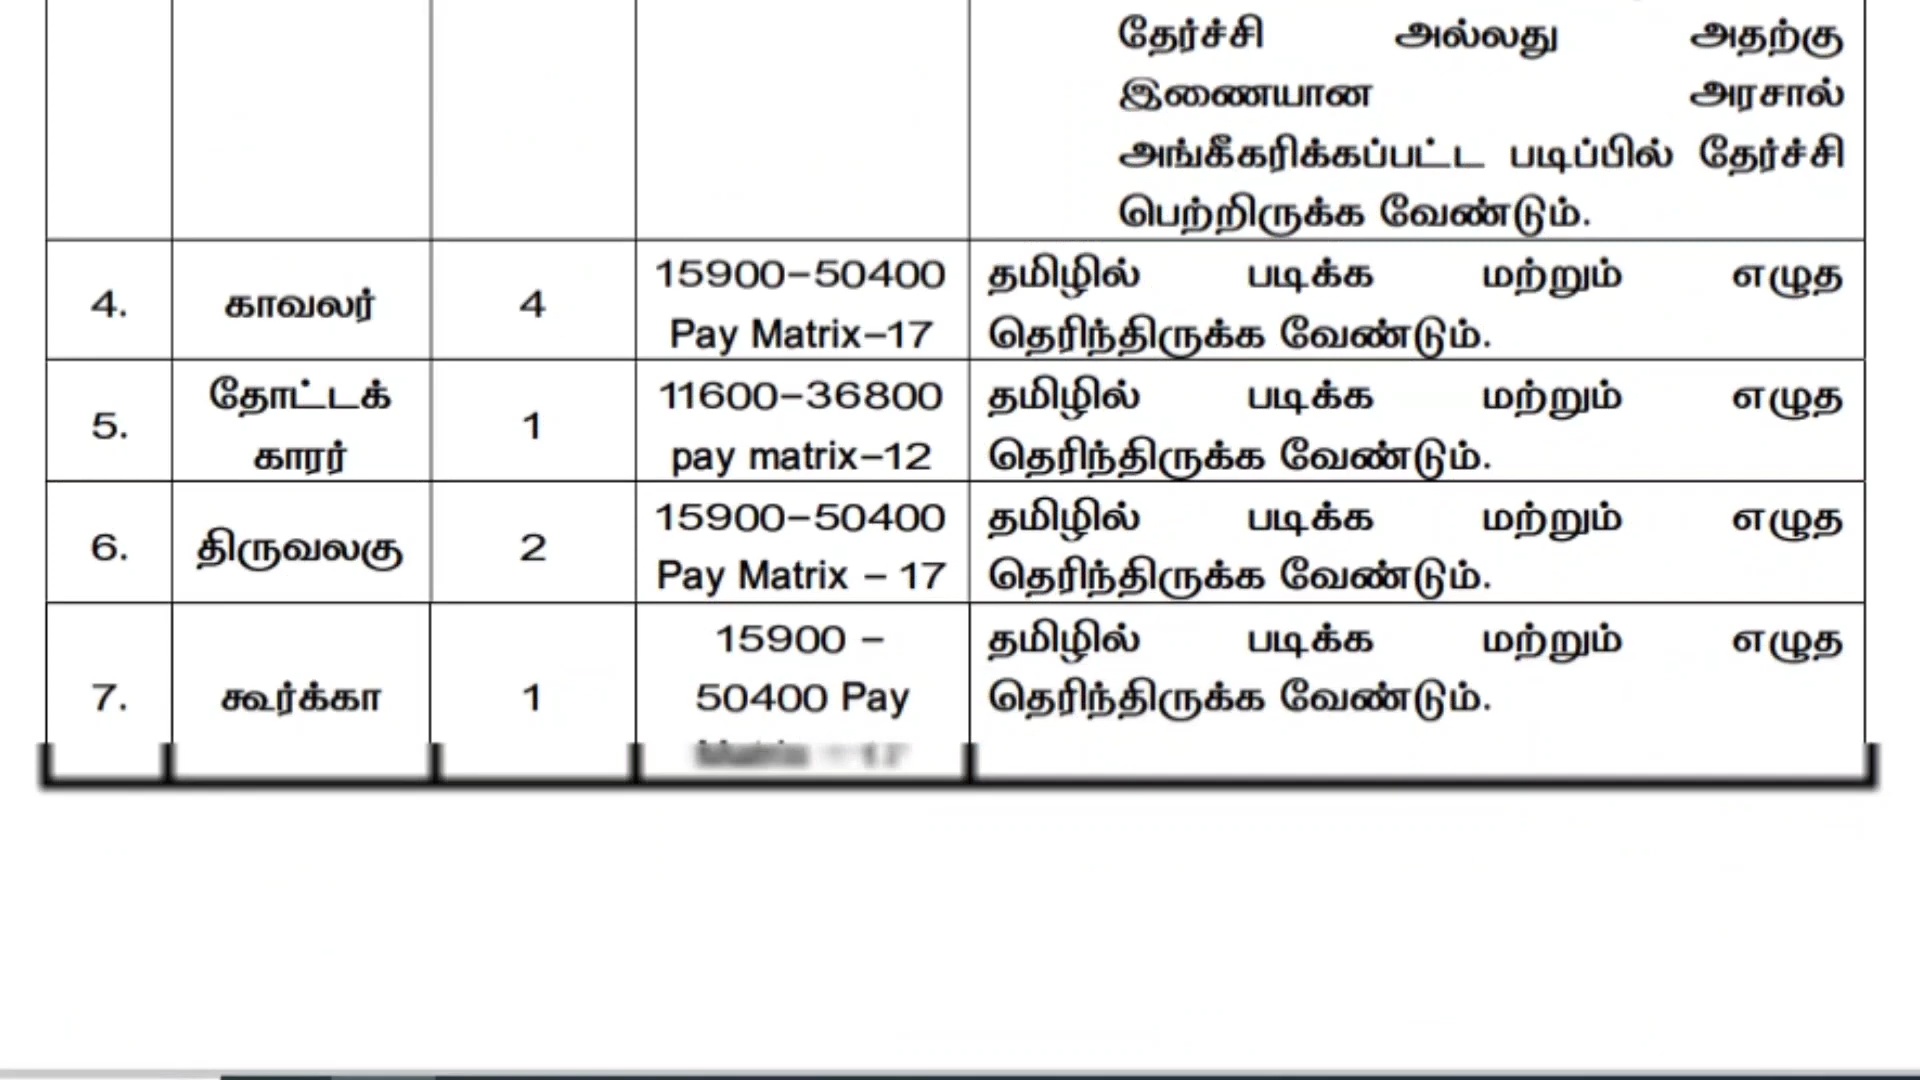 தேர்ச்சி அல்லது அதற்கு
இணையான அரசால்
அங்கீகரிக்கப்பட்ட படிப்பில் தேர்ச்சி
பெற்றிருக்க வேண்டும்.
4. காவலர் 4 15900–50400 Pay Matrix–17 தமிழில் படிக்க மற்றும் எழுத
தெரிந்திருக்க வேண்டும்.
5. தோட்டக் காரர் 1 11600–36800 pay matrix–12 தமிழில் படிக்க மற்றும் எழுத
தெரிந்திருக்க வேண்டும்.
6. திருவலகு 2 15900–50400 Pay Matrix – 17 தமிழில் படிக்க மற்றும் எழுத
தெரிந்திருக்க வேண்டும்.
7. கூர்க்கா 1 15900 – 50400 Pay Matrix – 17 தமிழில் படிக்க மற்றும் எழுத
தெரிந்திருக்க வேண்டும்.